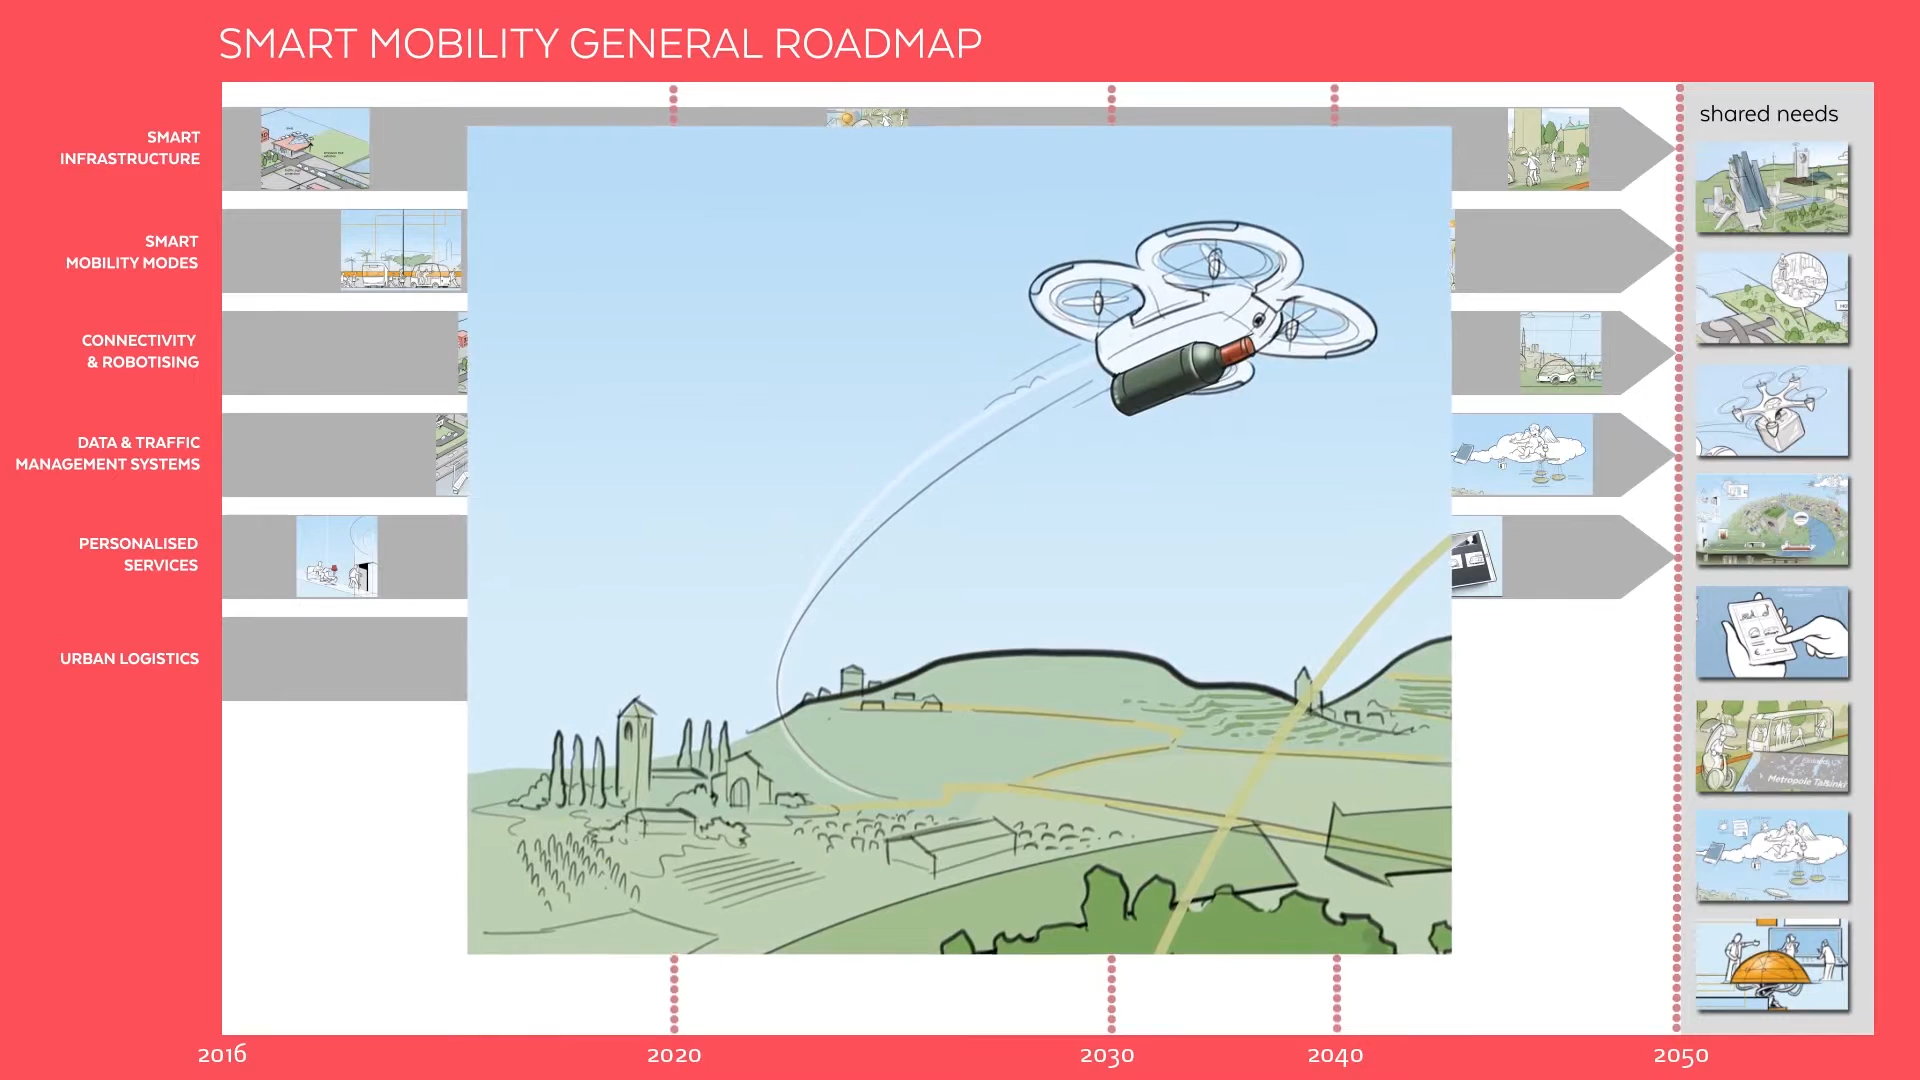 SMART MOBILITY GENERAL ROADMAP
shared needs
SMART
INFRASTRUCTURE
SMART
MOBILITY MODES
CONNECTIVITY
& ROBOTISING
DATA & TRAFFIC
MANAGEMENT SYSTEMS
PERSONALISED
SERVICES
URBAN LOGISTICS
Metropole Tallinki
2016
2020
2030
2040
2050